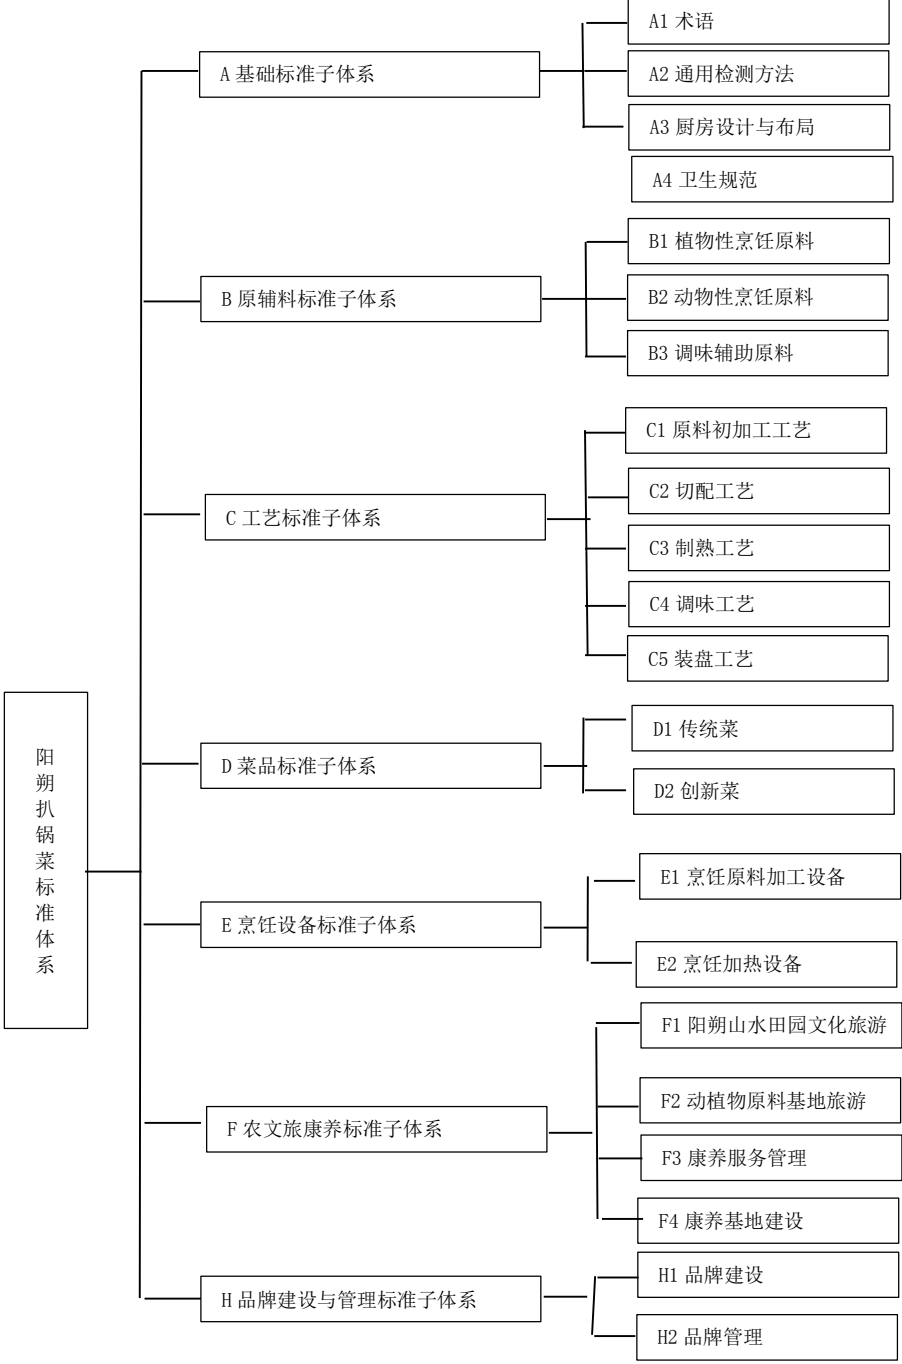 A1 术语
A 基础标准子体系
A2 通用检测方法
A3 厨房设计与布局
A4 卫生规范
B1 植物性烹饪原料
B 原辅料标准子体系
B2 动物性烹饪原料
B3 调味辅助原料
C1 原料初加工工艺
C2 切配工艺
C 工艺标准子体系
C3 制熟工艺
C4 调味工艺
C5 装盘工艺
阳朔扒锅菜标准体系
D1 传统菜
D 菜品标准子体系
D2 创新菜
E1 烹饪原料加工设备
E 烹饪设备标准子体系
E2 烹饪加热设备
F1 阳朔山水田园文化旅游
F2 动植物原料基地旅游
F 农文旅康养标准子体系
F3 康养服务管理
F4 康养基地建设
H1 品牌建设
H 品牌建设与管理标准子体系
H2 品牌管理